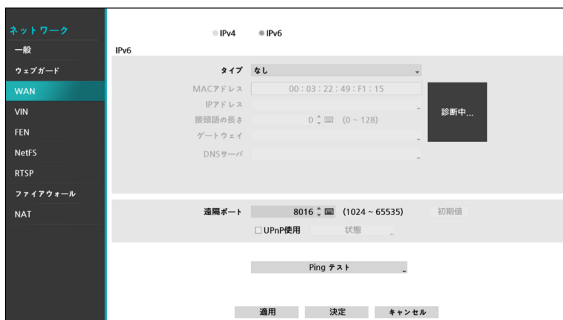 ネットワーク
一般
ウェブガード
WAN
VIN
FEN
NetFS
RTSP
ファイアウォール
NAT
IPv4 IPv6
IPv6
タイプ なし
MACアドレス 00 : 03 : 22 : 49 : F1 : 15
IPアドレス
接頭語の長さ 0 (0 ~ 128)
ゲートウェイ
DNSサーバ
診断中...
遠隔ポート 8016 (1024 ~ 65535) 初期値
UPnP使用 状態
Ping テスト
適用 決定 キャンセル